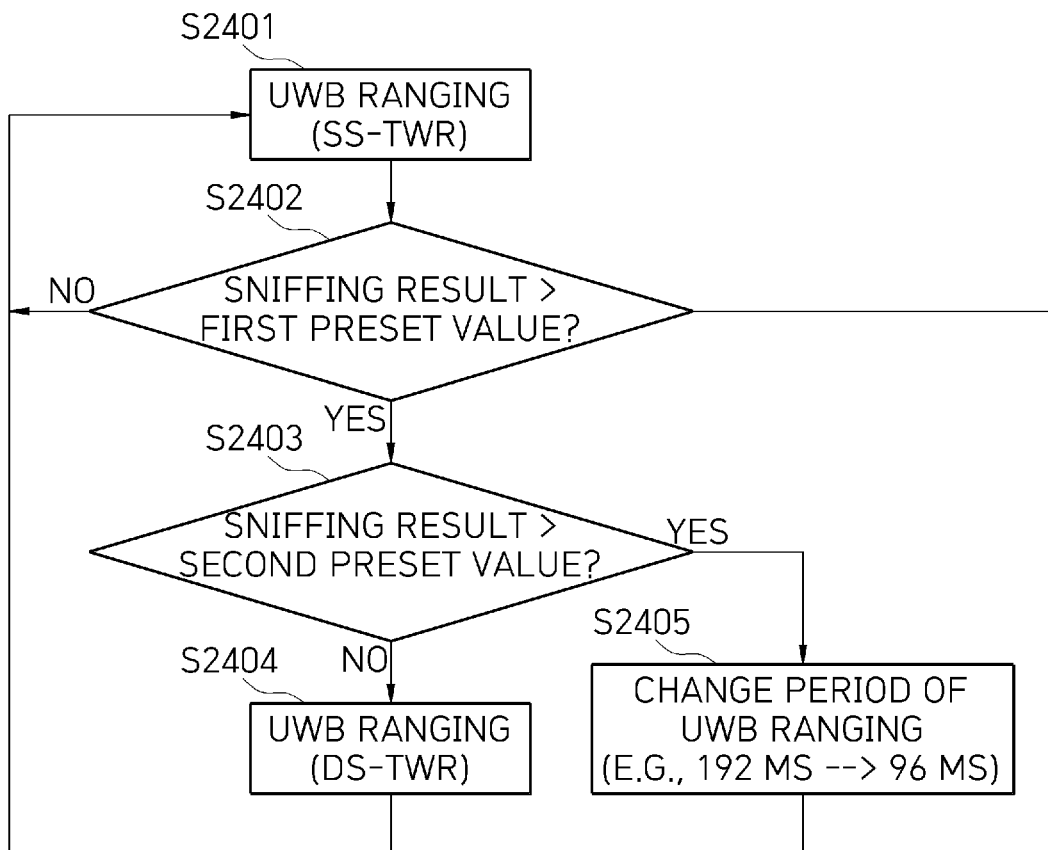 S2401
UWB RANGING
(SS-TWR)
S2402
NO
SNIFFING RESULT >
FIRST PRESET VALUE?
YES
S2403
SNIFFING RESULT >
SECOND PRESET VALUE?
YES
NO
S2404
UWB RANGING
(DS-TWR)
S2405
CHANGE PERIOD OF
UWB RANGING
(E.G., 192 MS --> 96 MS)